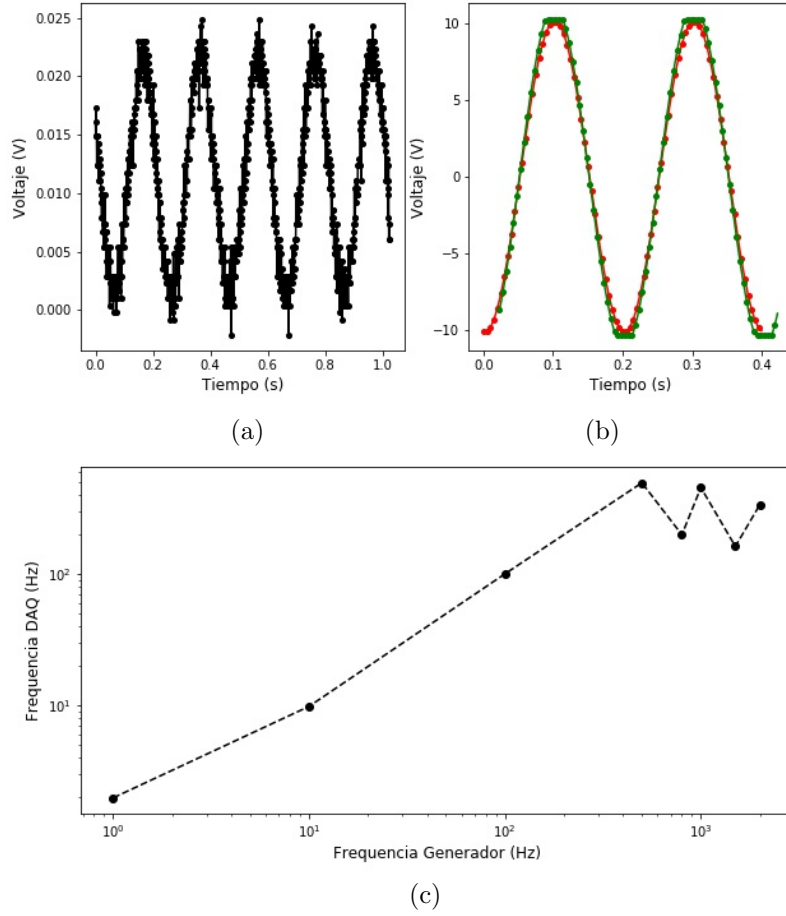 0.025
0.020
0.015
0.010
0.005
0.000
Voltaje (V)
0.0 0.2 0.4 0.6 0.8 1.0
Tiempo (s)
(a)
10
5
0
−5
−10
Voltaje (V)
0.0 0.1 0.2 0.3 0.4
Tiempo (s)
(b)
10²
10¹
Frequencia DAQ (Hz)
10⁰ 10¹ 10² 10³
Frequencia Generador (Hz)
(c)